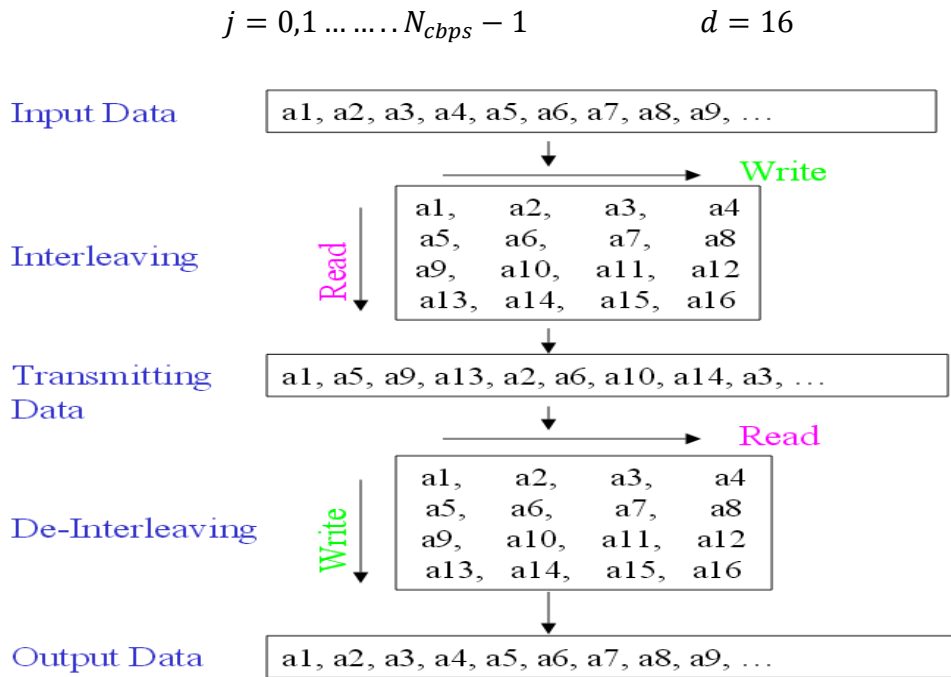 j = 0,1 … … . . N_cbps − 1 d = 16
Input Data a1, a2, a3, a4, a5, a6, a7, a8, a9, …
Write
a1, a2, a3, a4
a5, a6, a7, a8
Interleaving
Read
a9, a10, a11, a12
a13, a14, a15, a16
Transmitting
Data
a1, a5, a9, a13, a2, a6, a10, a14, a3, …
Read
a1, a2, a3, a4
a5, a6, a7, a8
De-Interleaving
Write
a9, a10, a11, a12
a13, a14, a15, a16
Output Data a1, a2, a3, a4, a5, a6, a7, a8, a9, …